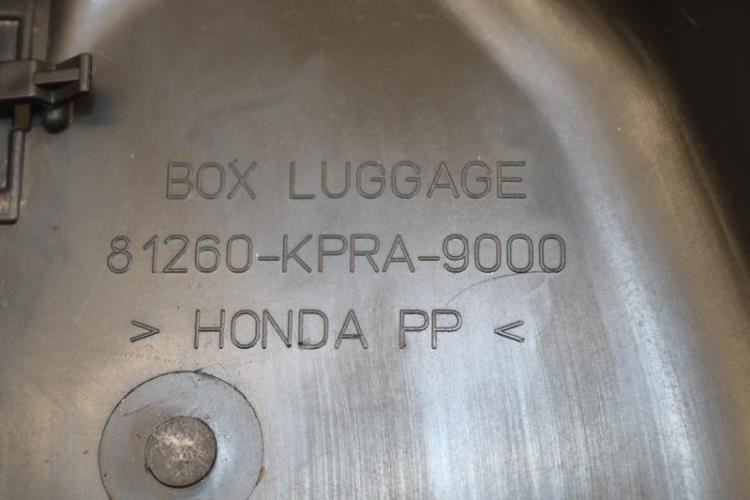 BOX LUGGAGE
81260-KPRA-9000
> HONDA PP <